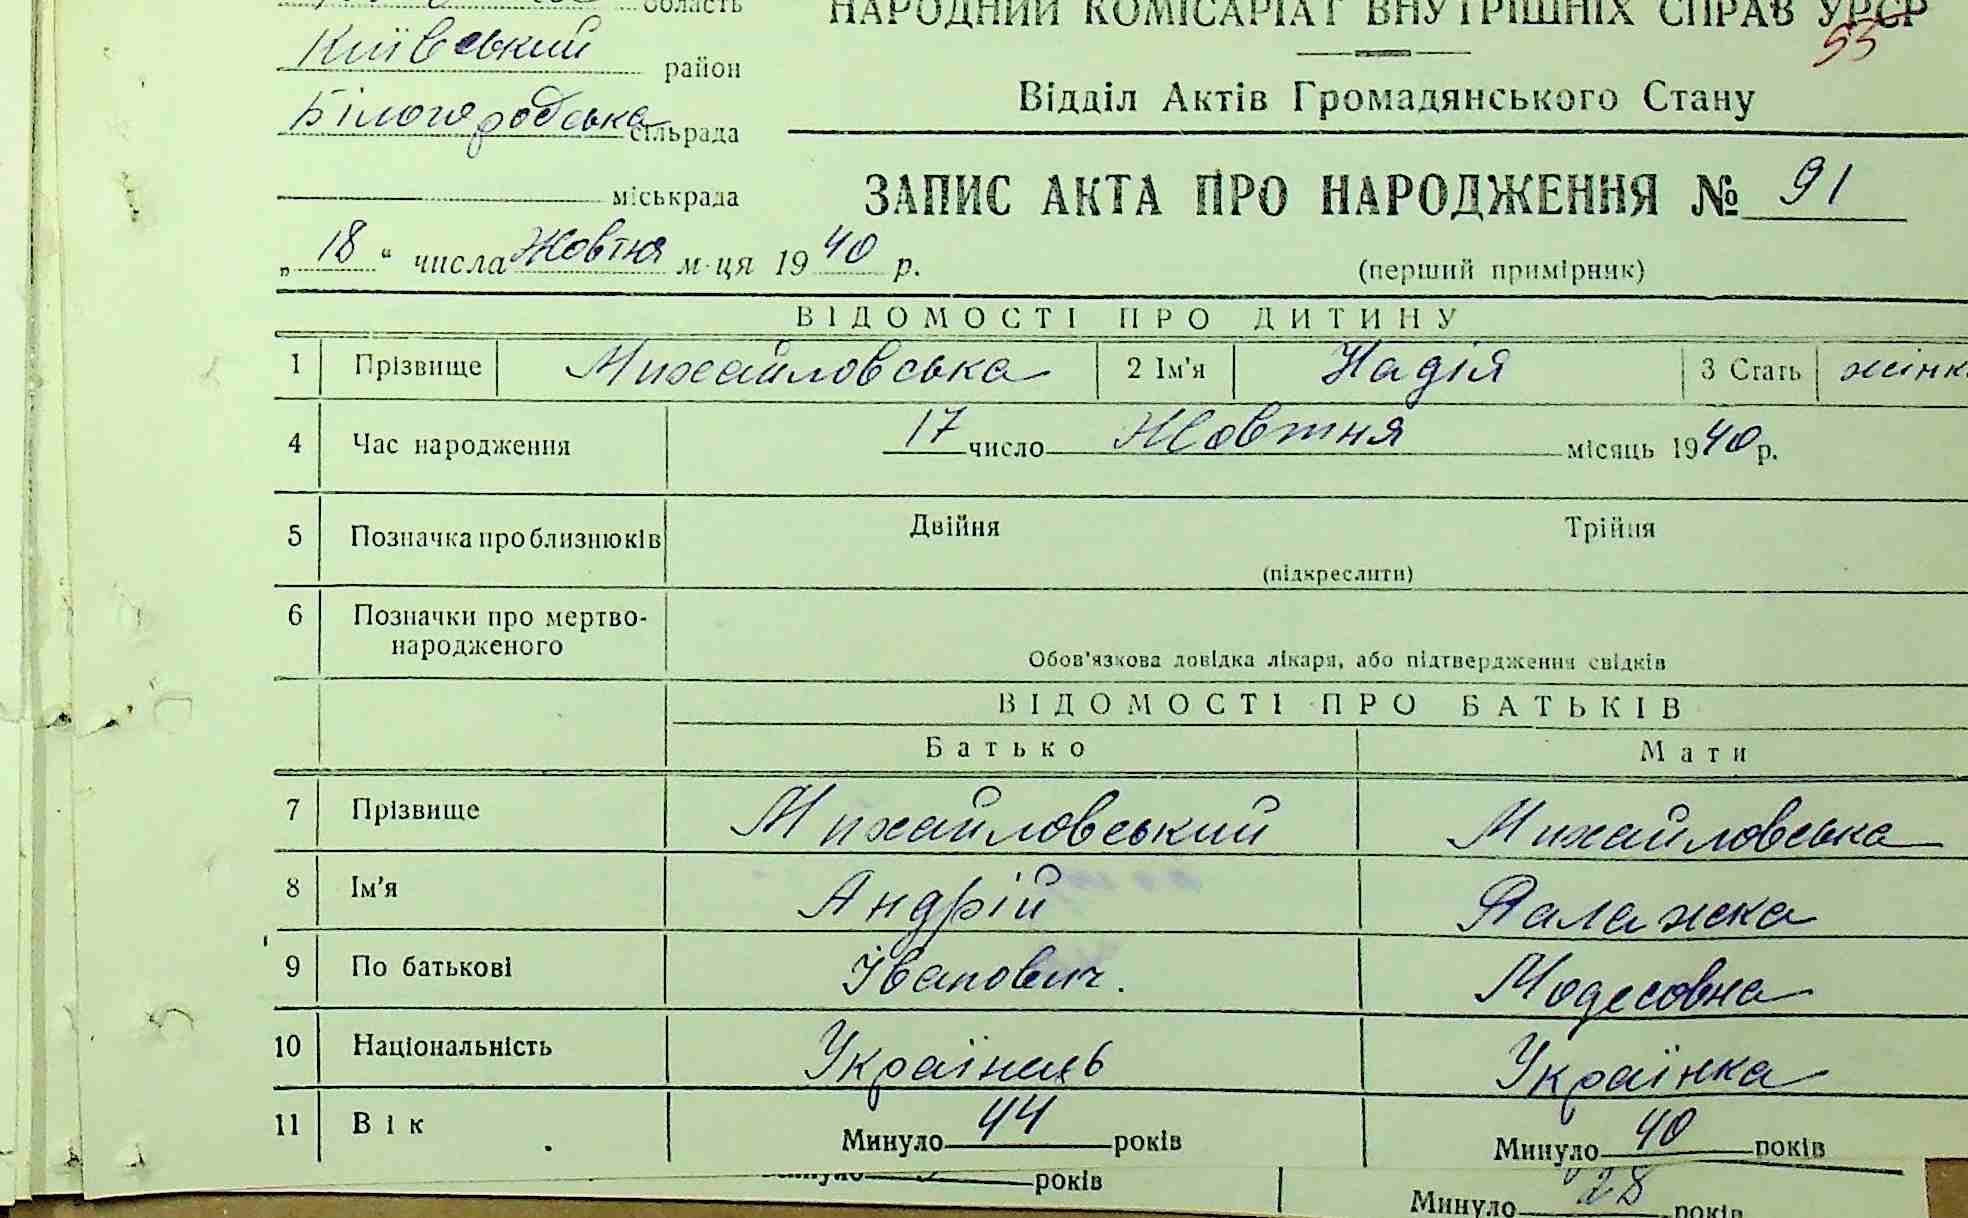 область
НАРОДНИЙ КОМІСАРІАТ ВНУТРІШНІХ СПРАВ УРСР
55
Київський район
Білогородська сільрада
Відділ Актів Громадянського Стану
міськрада
ЗАПИС АКТА ПРО НАРОДЖЕННЯ № 91
„ 18 “ числа Жовтня м-ця 1940 р.
(перший примірник)
ВІДОМОСТІ ПРО ДИТИНУ
1 Прізвище Михайловська 2 Ім'я Надія 3 Стать жінк
4 Час народження 17 число Жовтня місяць 1940 р.
5 Позначка про близнюків Двійня Трійня
(підкреслити)
6 Позначки про мертво-
народженого
Обов'язкова довідка лікаря, або підтвердження свідків
ВІДОМОСТІ ПРО БАТЬКІВ
Батько Мати
7 Прізвище Михайловський Михайловська
8 Ім'я Андрій Палажка
9 По батькові Іванович. Модесовна
10 Національність Українець Українка
11 Вік Минуло 44 років Минуло 40 років
Минуло років Минуло 28 років